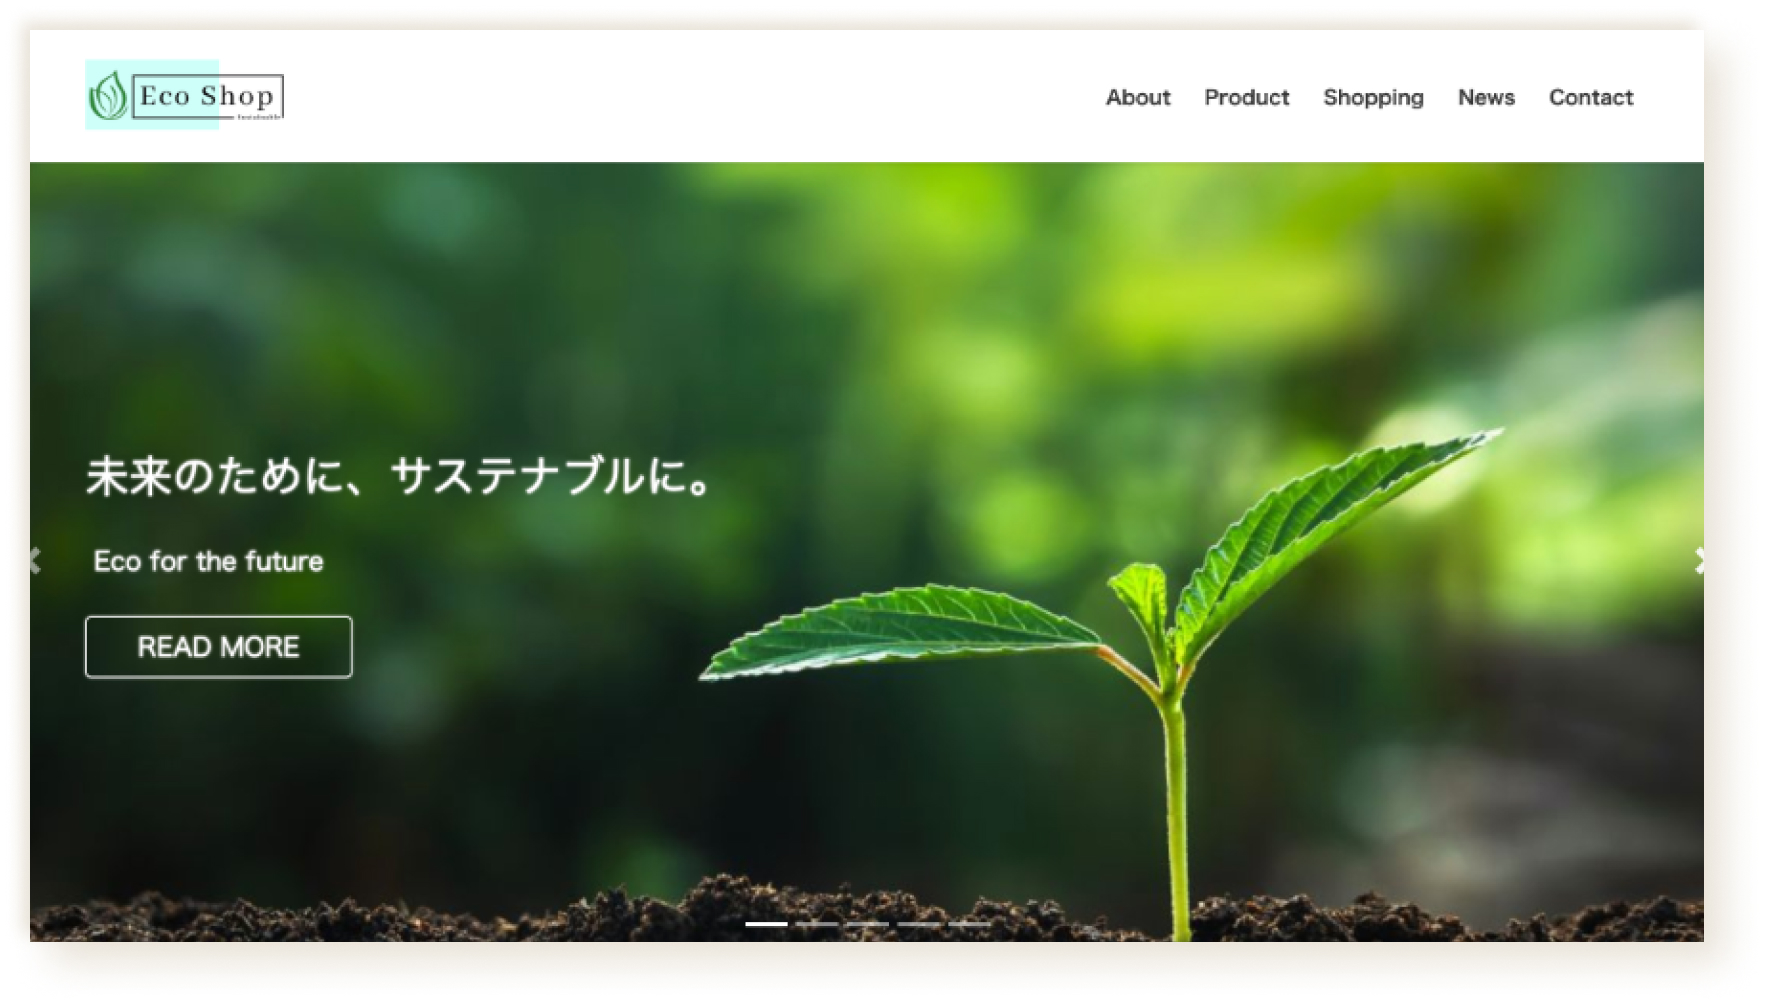 Eco Shop
Sustainable
About Product Shopping News Contact
未来のために、サステナブルに。
Eco for the future
READ MORE